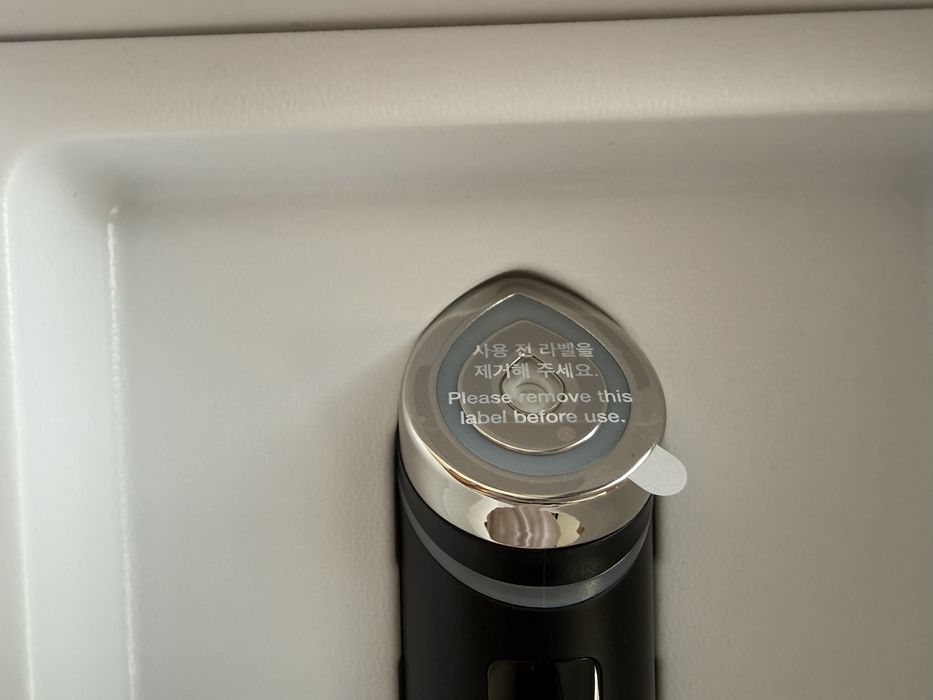 사용 전 라벨을
제거해 주세요.
Please remove this
label before use.